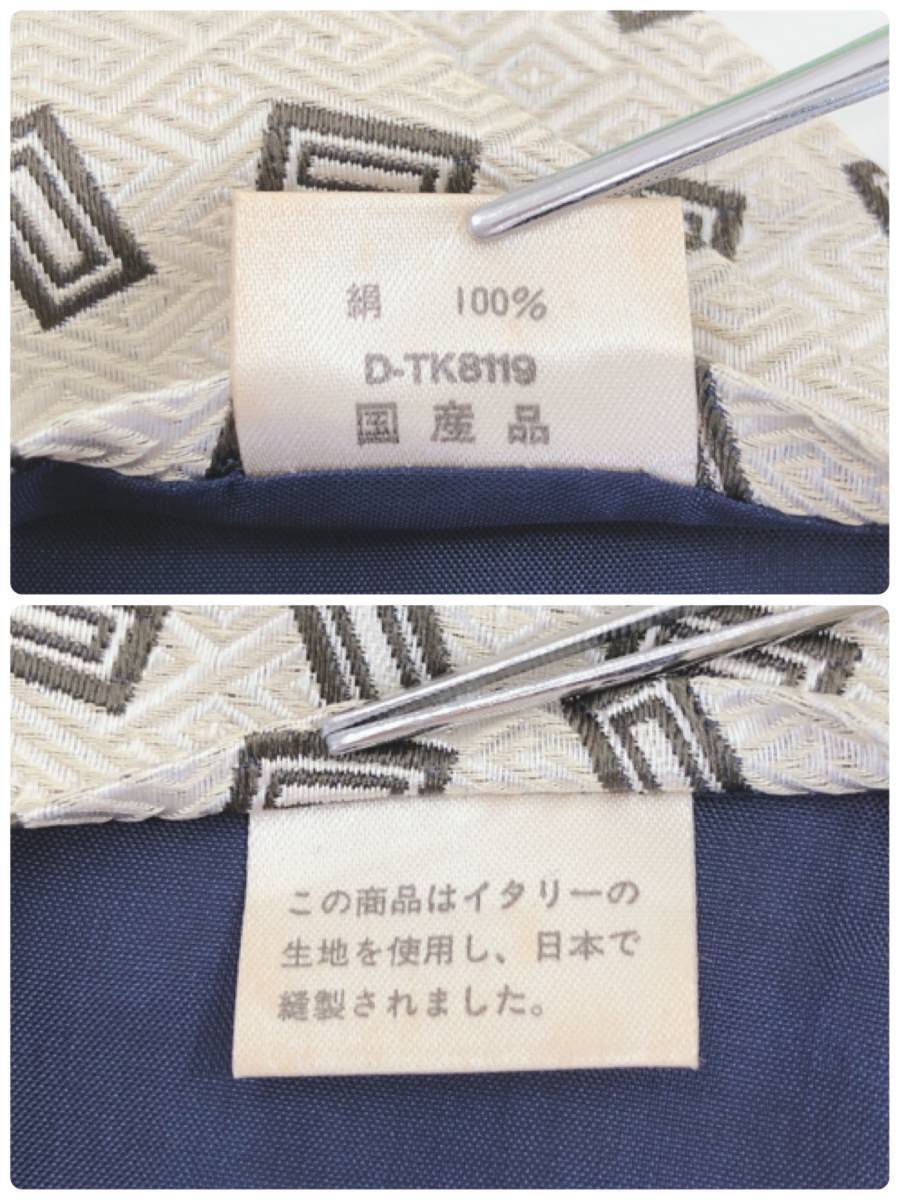 絹 100%
D-TK8119
国産品
この商品はイタリーの
生地を使用し、日本で
縫製されました。